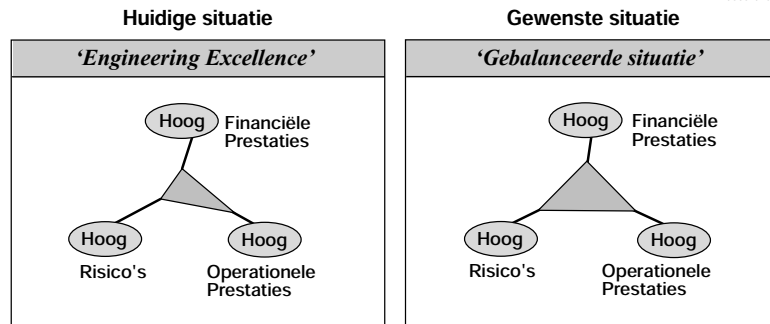 Huidige situatie
'Engineering Excellence'
Hoog
Financiële
Prestaties
Hoog
Hoog
Risico's
Operationele
Prestaties
Gewenste situatie
'Gebalanceerde situatie'
Hoog
Financiële
Prestaties
Hoog
Hoog
Risico's
Operationele
Prestaties